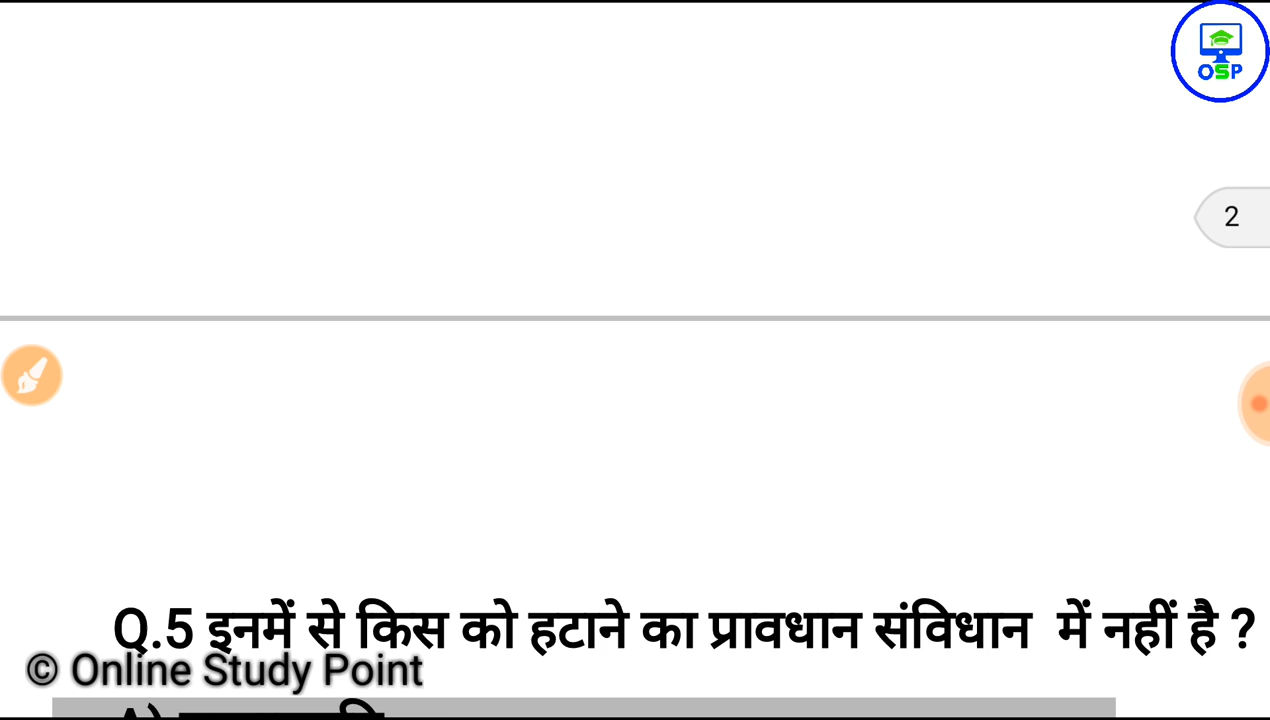 OSP
2
Q.5 इनमें से किस को हटाने का प्रावधान संविधान में नहीं है ?
© Online Study Point